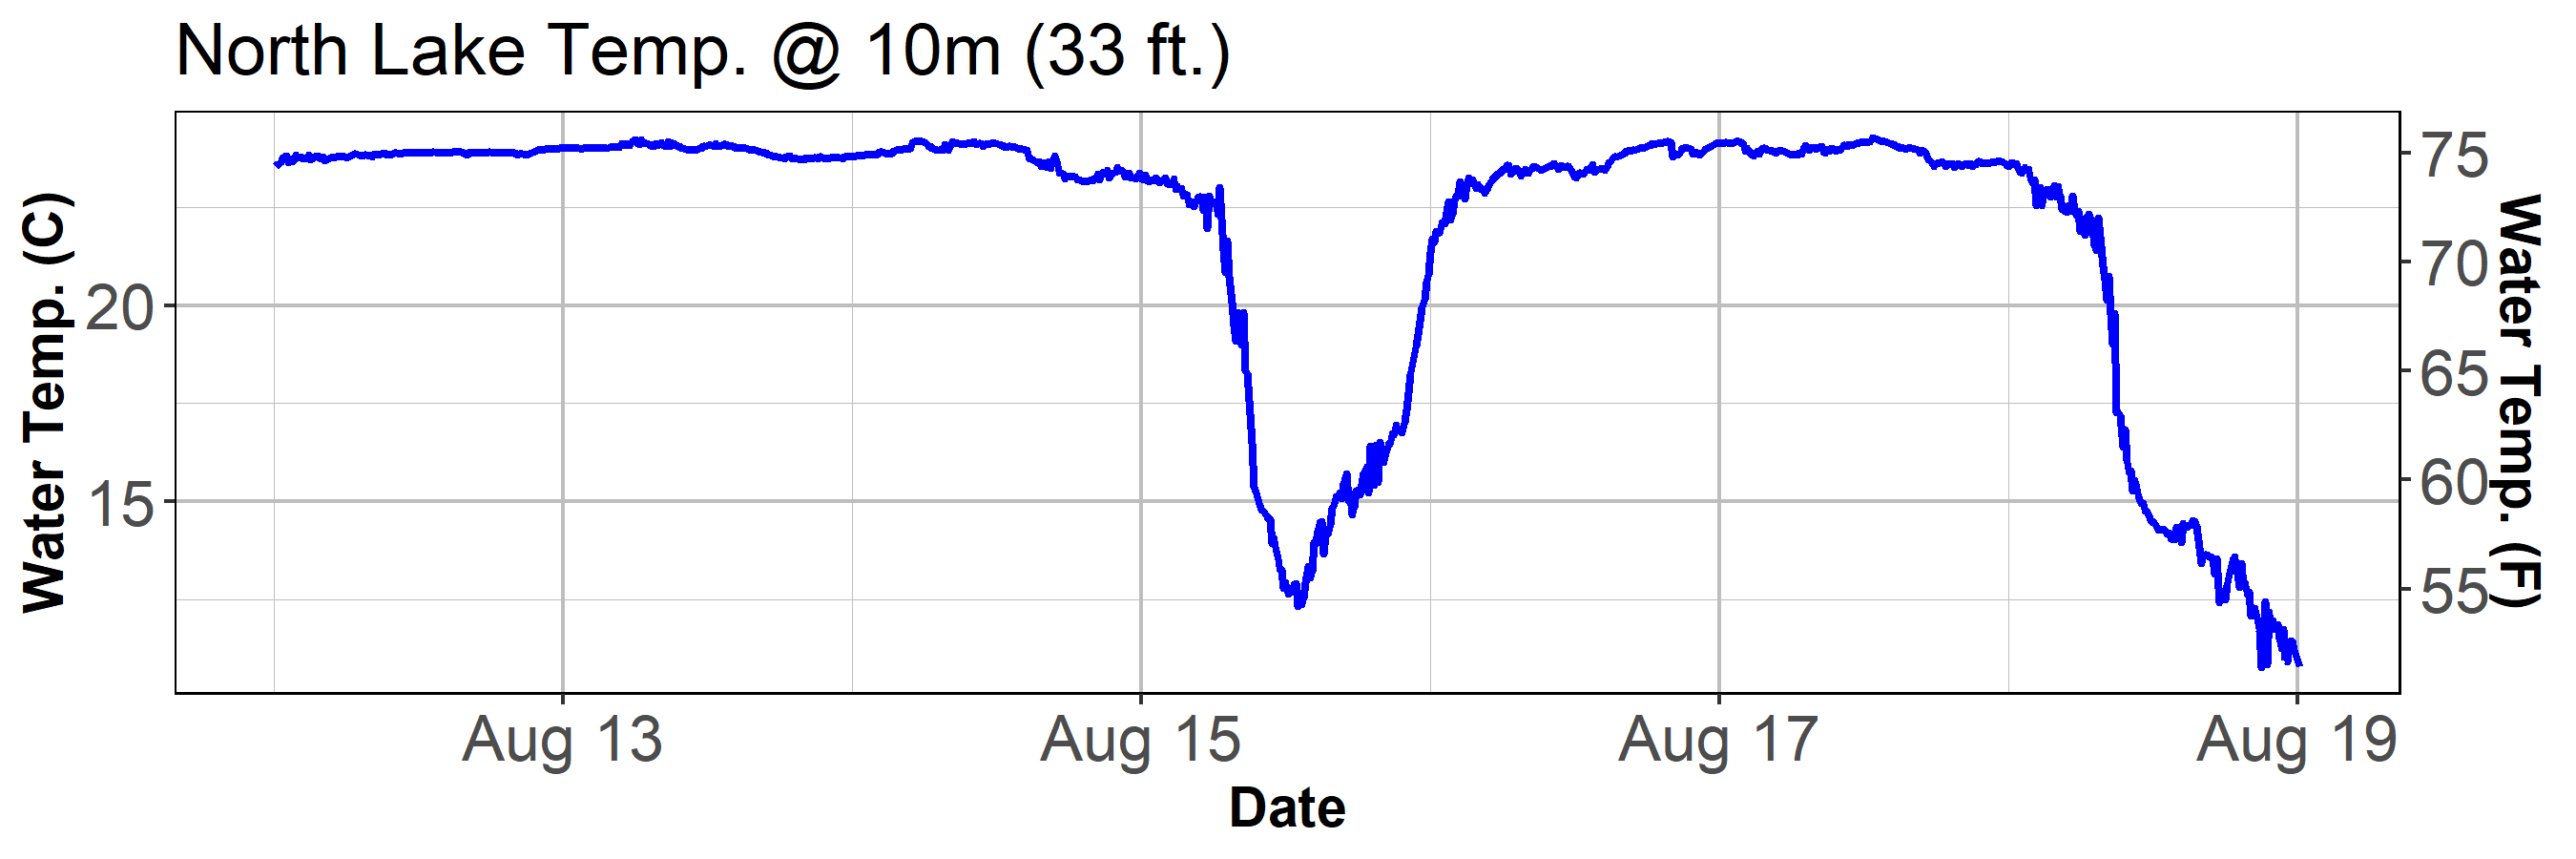 North Lake Temp. @ 10m (33 ft.)
Water Temp. (C)
20
15
75
70
65
60
55
Water Temp. (F)
Aug 13
Aug 15
Aug 17
Aug 19
Date